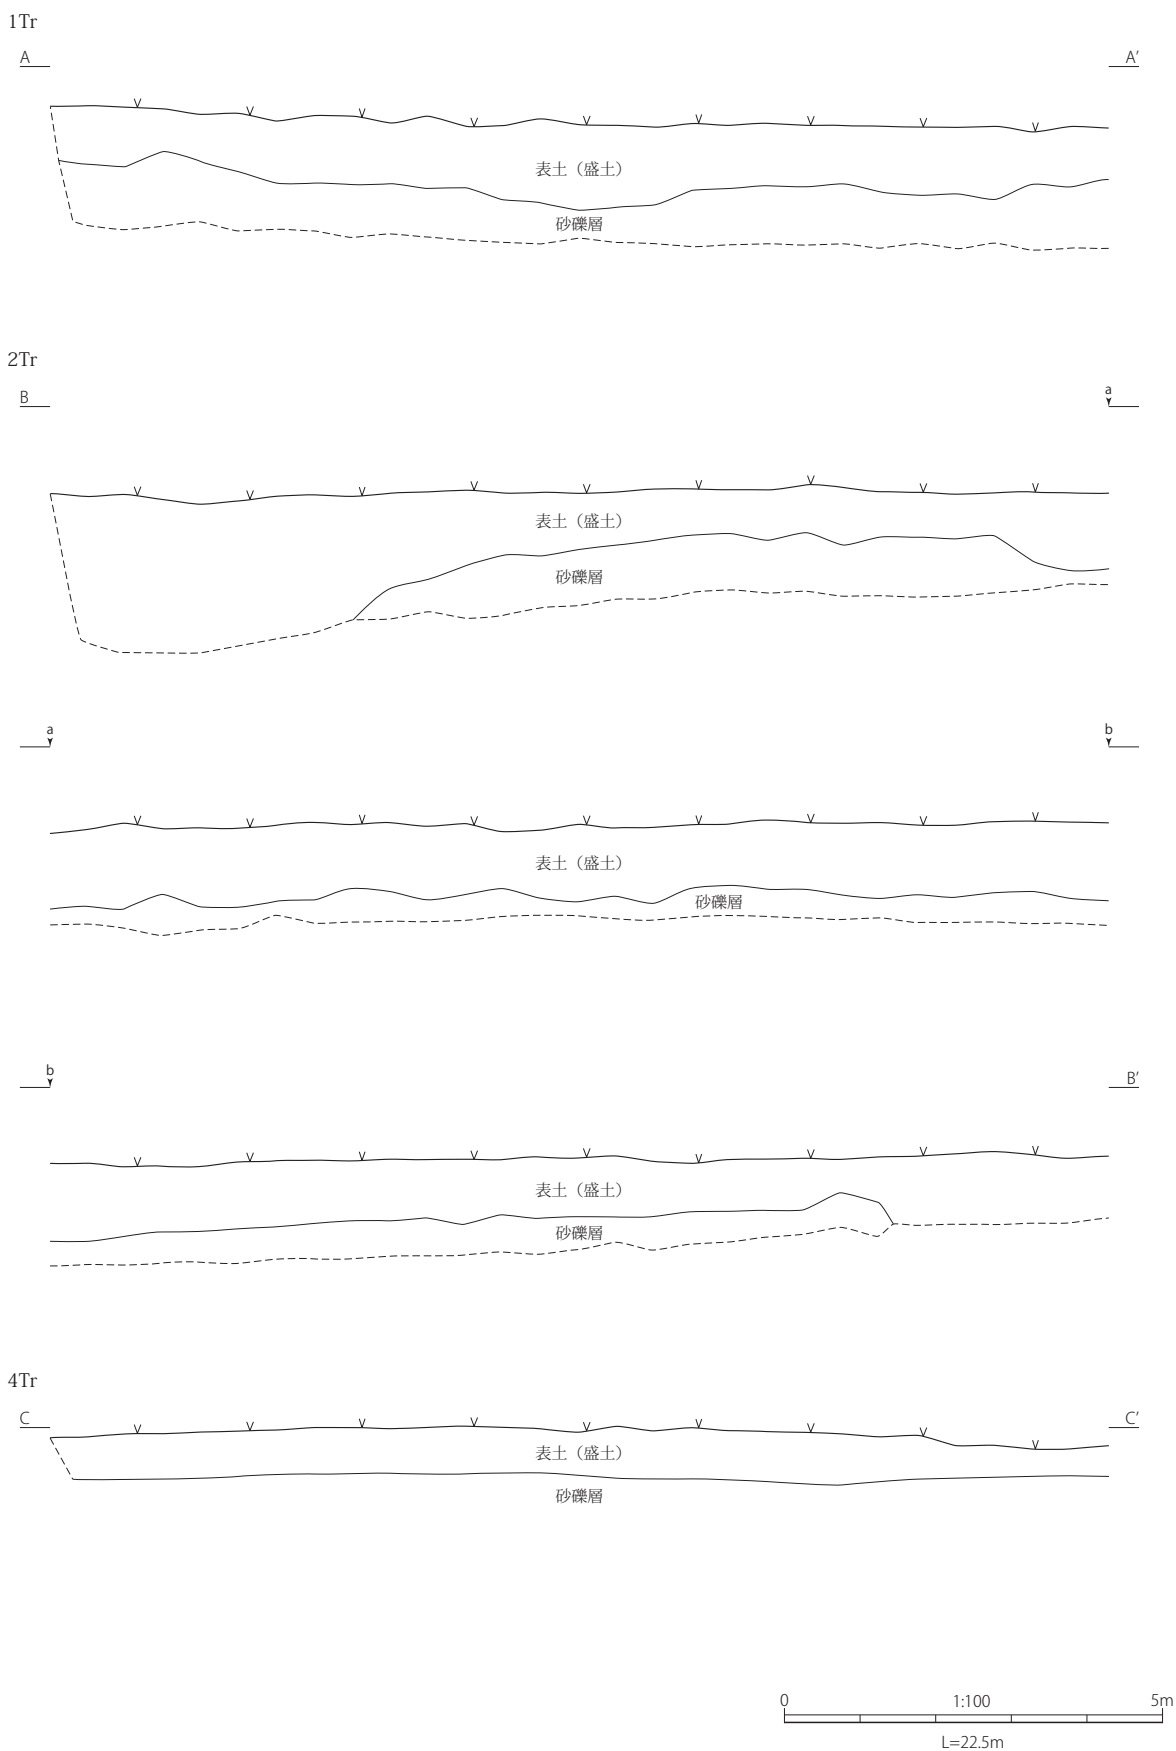 1Tr
A A′
表土（盛土）
砂礫層
2Tr
B a
表土（盛土）
砂礫層
a b
表土（盛土）
砂礫層
b B′
表土（盛土）
砂礫層
4Tr
C C′
表土（盛土）
砂礫層
0 1:100 5m
L=22.5m